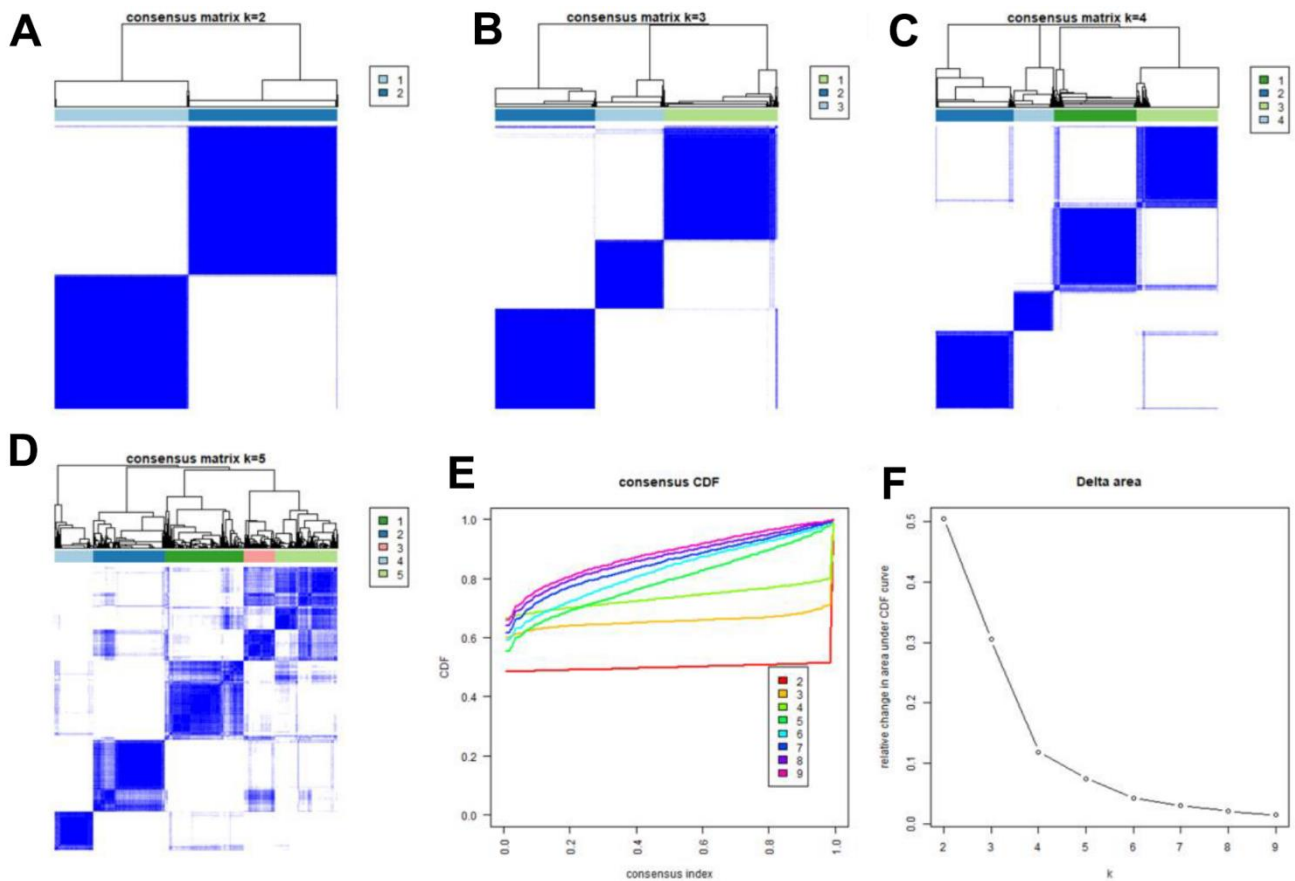 A
consensus matrix k=2
1
2
B
consensus matrix k=3
1
2
3
C
consensus matrix k=4
1
2
3
4
D
consensus matrix k=5
1
2
3
4
5
E
consensus CDF
CDF
1.0
0.8
0.6
0.4
0.2
0.0
2
3
4
5
6
7
8
9
0.0 0.2 0.4 0.6 0.8 1.0
consensus index
F
Delta area
relative change in area under CDF curve
0.5
0.4
0.3
0.2
0.1
0.0
2 3 4 5 6 7 8 9
k